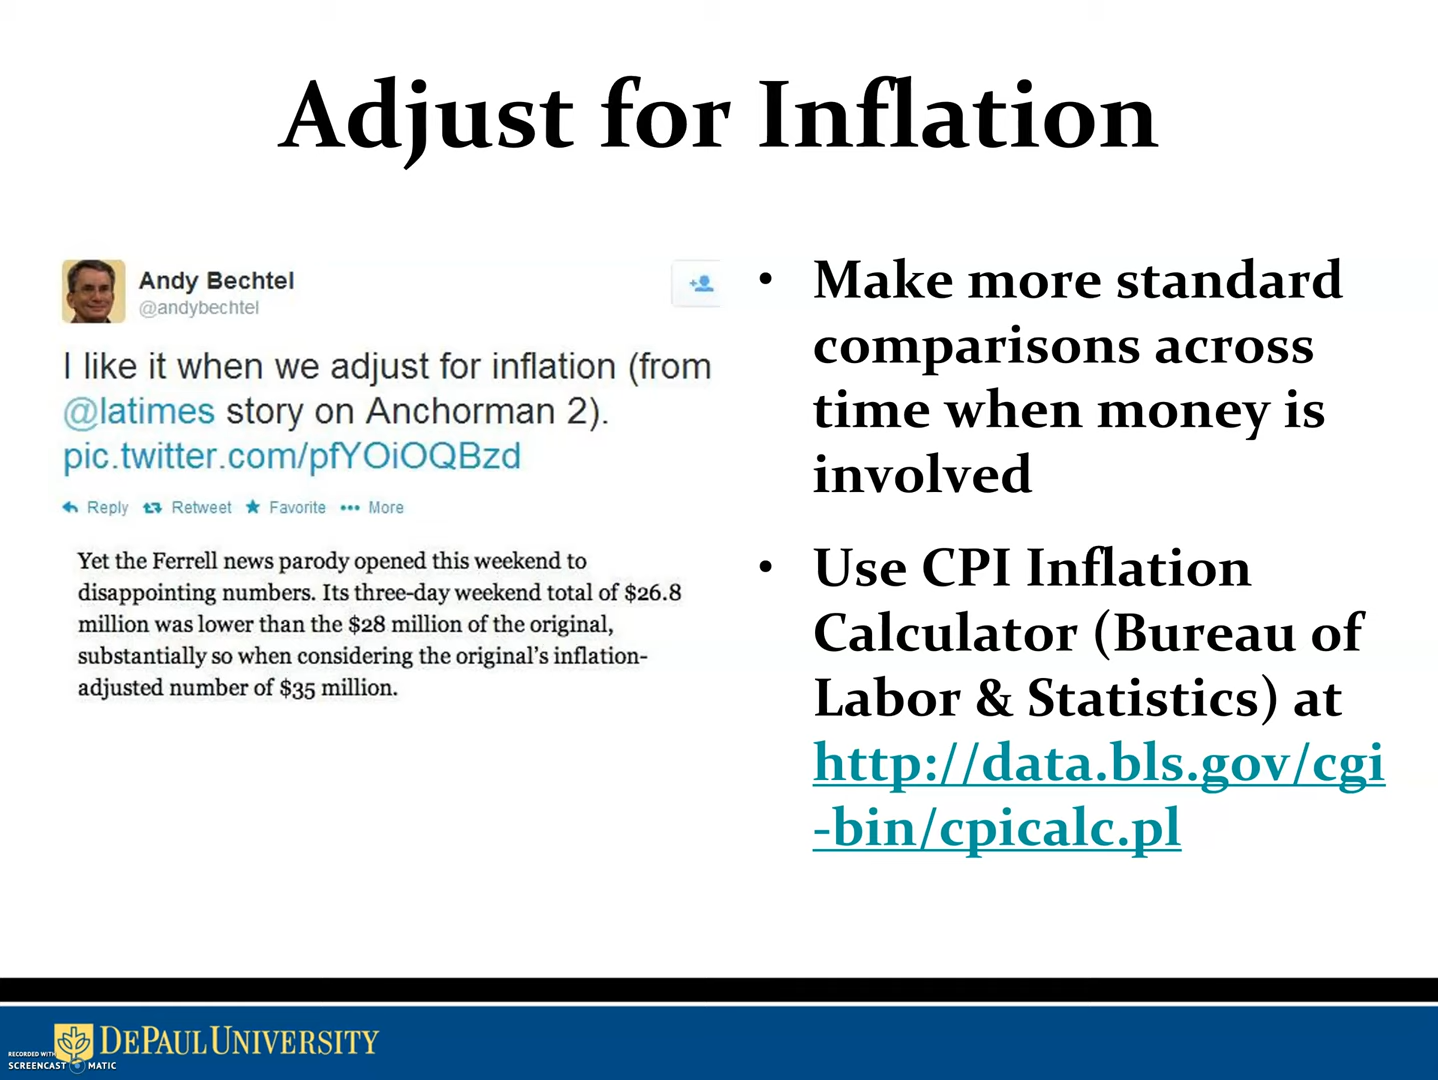 Adjust for Inflation
Andy Bechtel
@andybechtel
I like it when we adjust for inflation (from
@latimes story on Anchorman 2).
pic.twitter.com/pfYOiOQBzd
Reply Retweet Favorite More
Yet the Ferrell news parody opened this weekend to
disappointing numbers. Its three-day weekend total of $26.8
million was lower than the $28 million of the original,
substantially so when considering the original's inflation-
adjusted number of $35 million.
• Make more standard
comparisons across
time when money is
involved
• Use CPI Inflation
Calculator (Bureau of
Labor & Statistics) at
http://data.bls.gov/cgi
-bin/cpicalc.pl
DEPAUL UNIVERSITY
RECORDED WITH
SCREENCAST MATIC